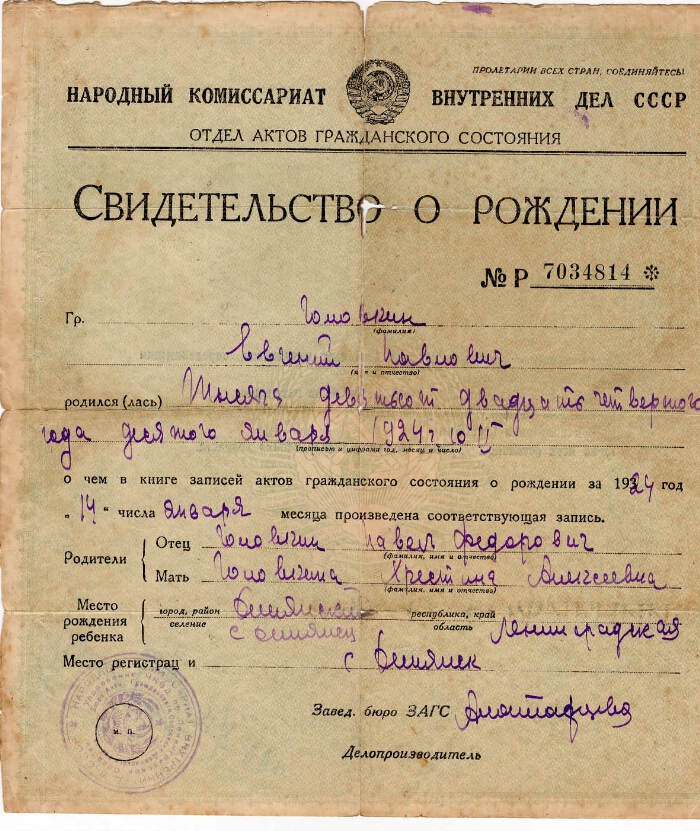 ПРОЛЕТАРИИ ВСЕХ СТРАН, СОЕДИНЯЙТЕСЬ!
НАРОДНЫЙ КОМИССАРИАТ ВНУТРЕННИХ ДЕЛ СССР
ОТДЕЛ АКТОВ ГРАЖДАНСКОГО СОСТОЯНИЯ
СВИДЕТЕЛЬСТВО О РОЖДЕНИИ
№ Р 7034814 *
Гр. Головкин
(фамилия)
Евгений Павлович
(имя и отчество)
родился (лась) Тысяча девятьсот двадцать четвертого
года десятого января 1924 г. 10
(прописью и цифрами год, месяц и число)
о чем в книге записей актов гражданского состояния о рождении за 1924 год
„14" числа января месяца произведена соответствующая запись.
Родители
Отец Головкин Павел Федорович
(фамилия, имя и отчество)
Мать Головкина Хрестина Алексеевна
(фамилия, имя и отчество)
Место рождения ребенка
город, район селение
республика, край область Ленинградская
Место регистрации с
Завед. бюро ЗАГС
Делопроизводитель
м. п.